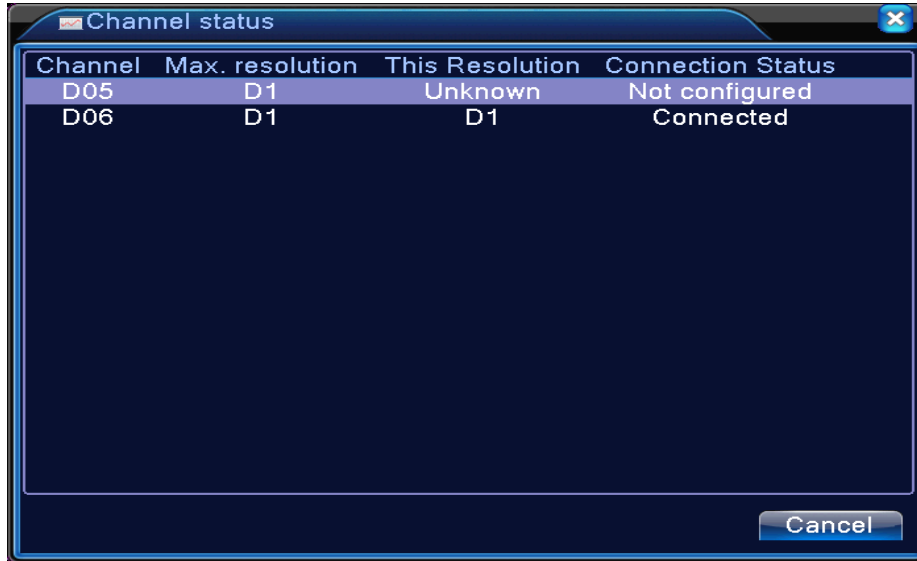 Channel status
Channel Max. resolution This Resolution Connection Status
D05 D1 Unknown Not configured
D06 D1 D1 Connected
Cancel